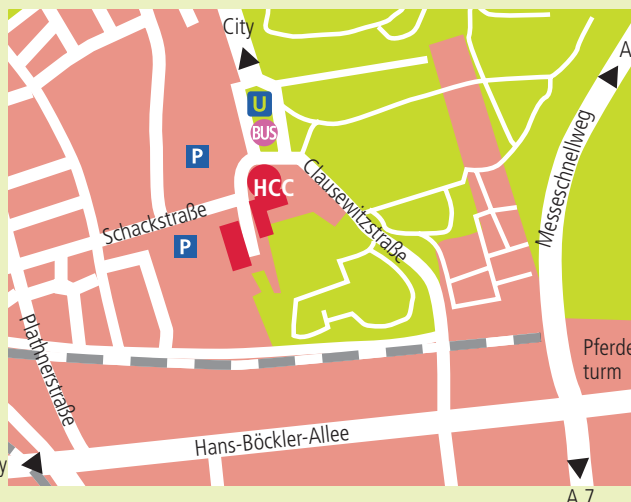 City
A
U
BUS
P
HCC
Clausewitzstraße
Messeschnellweg
Schackstraße
P
Plathnerstraße
Pferde
turm
Hans-Böckler-Allee
y
A 7